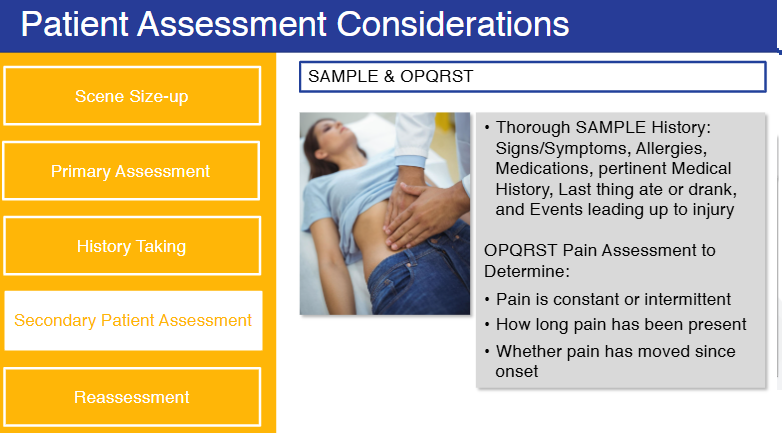 Patient Assessment Considerations
Scene Size-up
Primary Assessment
History Taking
Secondary Patient Assessment
Reassessment
SAMPLE & OPQRST
• Thorough SAMPLE History:
Signs/Symptoms, Allergies,
Medications, pertinent Medical
History, Last thing ate or drank,
and Events leading up to injury
OPQRST Pain Assessment to
Determine:
• Pain is constant or intermittent
• How long pain has been present
• Whether pain has moved since
onset